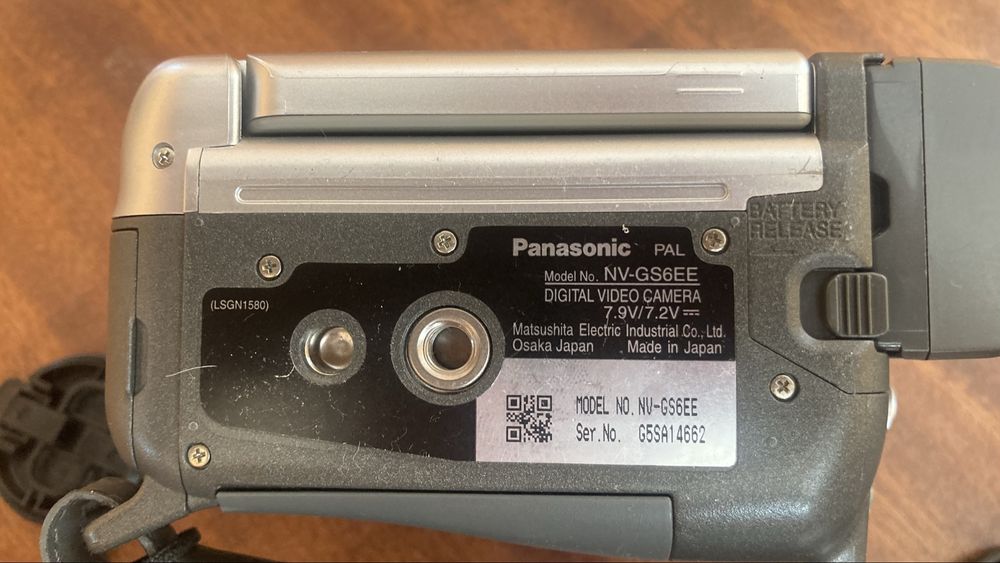 BATTERY
RELEASE
Panasonic PAL
Model No. NV-GS6EE
DIGITAL VIDEO CAMERA
7.9V/7.2V ⎓
Matsushita Electric Industrial Co., Ltd.
Osaka Japan Made in Japan
(LSGN1580)
MODEL NO. NV-GS6EE
Ser.No. G5SA14662